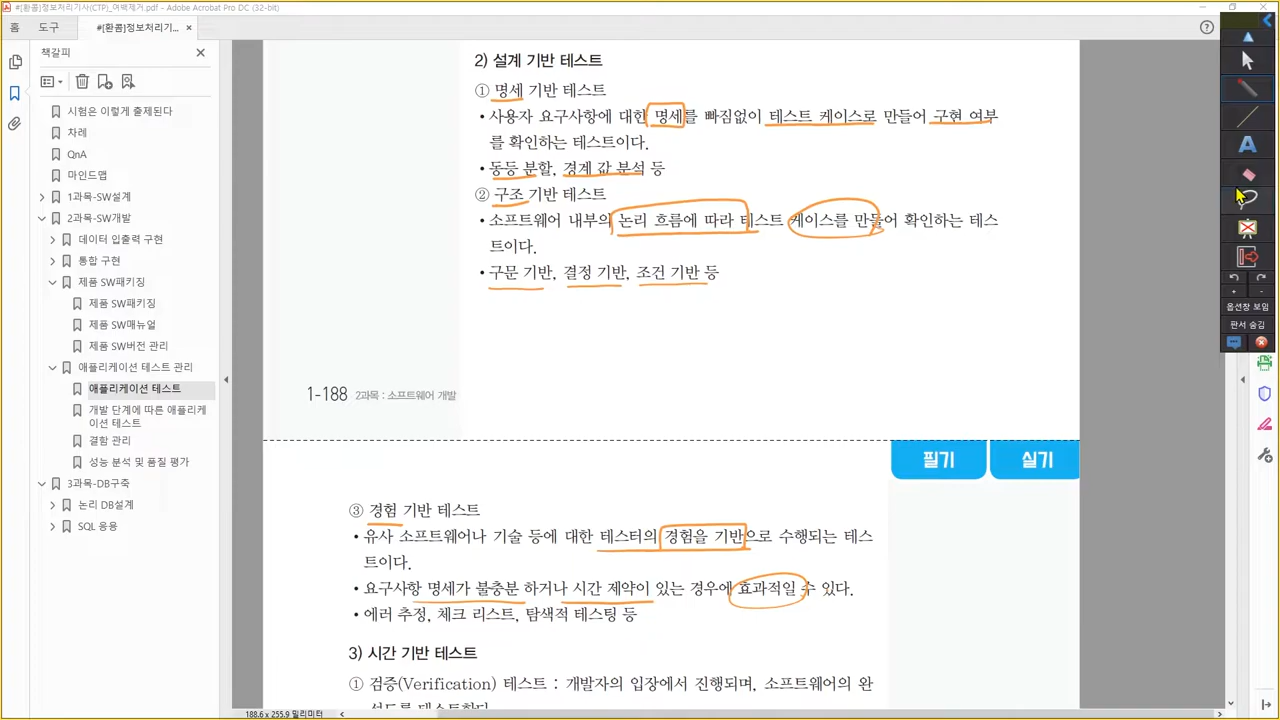 #[환콤]정보처리기사(CTP)_여백제거.pdf - Adobe Acrobat Pro DC (32-bit)
홈 도구 #[환콤]정보처리기...
책갈피
시험은 이렇게 출제된다
차례
QnA
마인드맵
1과목-SW설계
2과목-SW개발
데이터 입출력 구현
통합 구현
제품 SW패키징
제품 SW패키징
제품 SW매뉴얼
제품 SW버전 관리
애플리케이션 테스트 관리
애플리케이션 테스트
개발 단계에 따른 애플리케
이션 테스트
결함 관리
성능 분석 및 품질 평가
3과목-DB구축
논리 DB설계
SQL 응용
2) 설계 기반 테스트
① 명세 기반 테스트
• 사용자 요구사항에 대한 명세를 빠짐없이 테스트 케이스로 만들어 구현 여부
를 확인하는 테스트이다.
• 동등 분할, 경계 값 분석 등
② 구조 기반 테스트
• 소프트웨어 내부의 논리 흐름에 따라 테스트 케이스를 만들어 확인하는 테스
트이다.
• 구문 기반, 결정 기반, 조건 기반 등
1-188 2과목 : 소프트웨어 개발
필기 실기
③ 경험 기반 테스트
• 유사 소프트웨어나 기술 등에 대한 테스터의 경험을 기반으로 수행되는 테스
트이다.
• 요구사항 명세가 불충분 하거나 시간 제약이 있는 경우에 효과적일 수 있다.
• 에러 추정, 체크 리스트, 탐색적 테스팅 등
3) 시간 기반 테스트
① 검증(Verification) 테스트 : 개발자의 입장에서 진행되며, 소프트웨어의 완
성도를 테스트한다.
188.6 x 255.9 밀리미터
A
옵션창 보임
판서 숨김